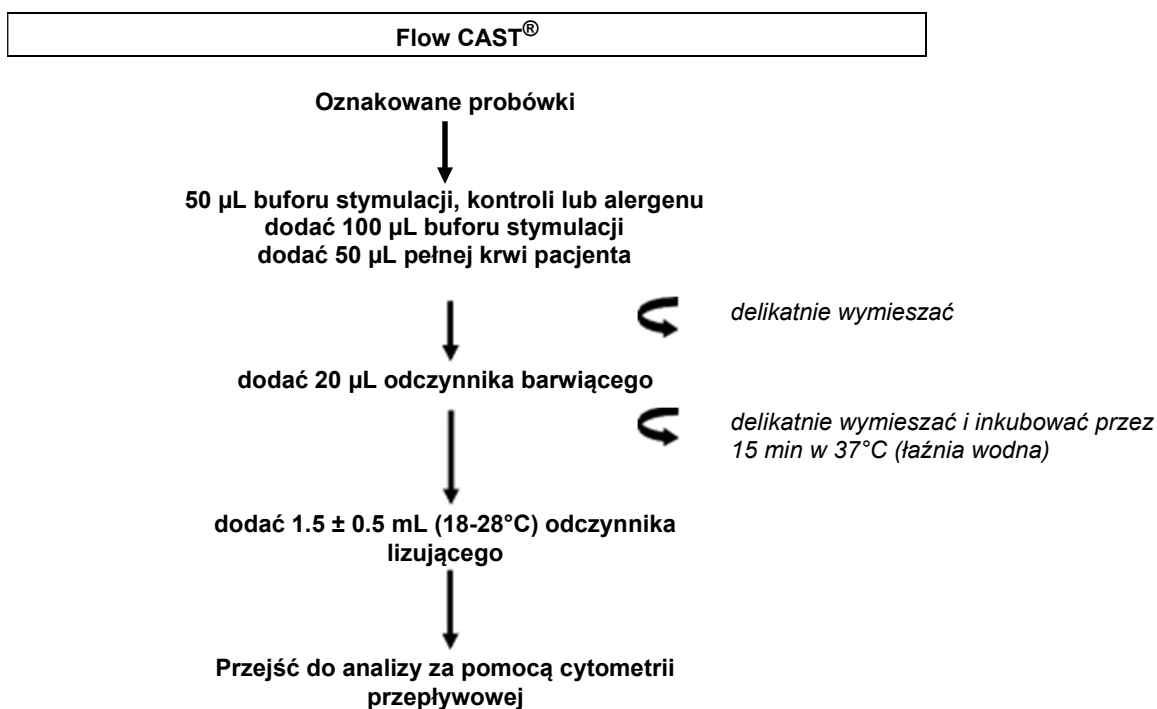 Flow CAST®
Oznakowane probówki
50 µL buforu stymulacji, kontroli lub alergenu
dodać 100 µL buforu stymulacji
dodać 50 µL pełnej krwi pacjenta
delikatnie wymieszać
dodać 20 µL odczynnika barwiącego
delikatnie wymieszać i inkubować przez
15 min w 37°C (łaźnia wodna)
dodać 1.5 ± 0.5 mL (18-28°C) odczynnika
lizującego
Przejść do analizy za pomocą cytometrii
przepływowej